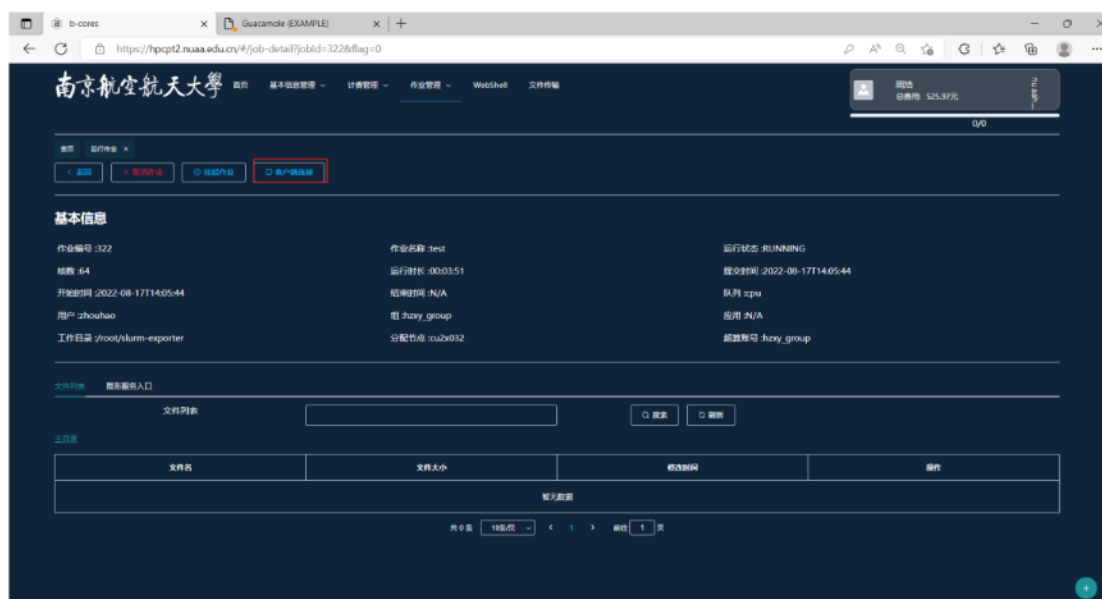 b-cores
Guacamole (EXAMPLE)
https://hpcpt2.nuaa.edu.cn/#/job-detail?jobId=322&flag=0
南京航空航天大學 首页 基本信息管理 计费管理 作业管理 WebShell 文件传输
总费用: 525.97元
0/0
首页 运行作业 ×
返回 取消作业 挂起作业 客户端连接
基本信息
作业编号 :322 作业名称 :test 运行状态 :RUNNING
核数 :64 运行时长 :00:03:51 提交时间 :2022-08-17T14:05:44
开始时间 :2022-08-17T14:05:44 结束时间 :N/A 队列 :cpu
用户 :zhouhao 组 :hzxy_group 应用 :N/A
工作目录 :/root/slurm-exporter 分配节点 :cu2x032 超算账号 :hzxy_group
文件列表 图形服务入口
文件列表 搜索 刷新
主目录
文件名 文件大小 修改时间 操作
暂无数据
共 0 条 10条/页 1 前往 1 页